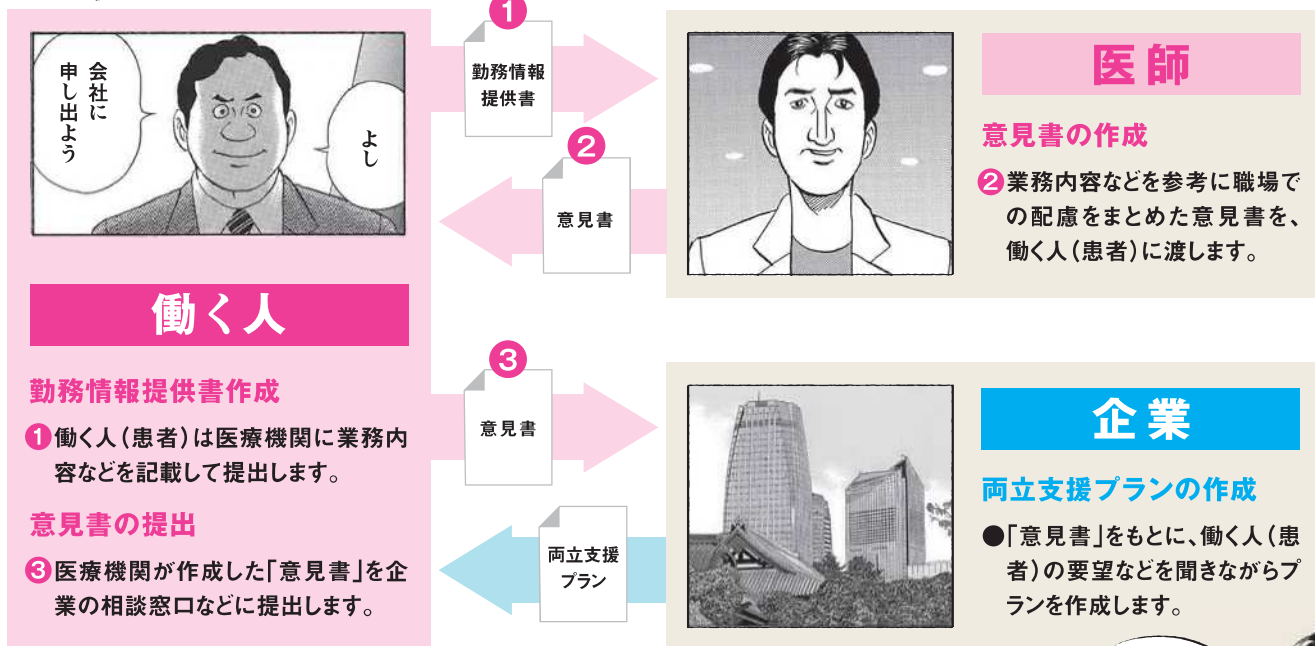 よし
会社に
申し出よう
働く人
勤務情報提供書作成
❶働く人(患者)は医療機関に業務内
容などを記載して提出します。
意見書の提出
❸医療機関が作成した「意見書」を企
業の相談窓口などに提出します。
❶
勤務情報
提供書
❷
意見書
❸
意見書
両立支援
プラン
医師
意見書の作成
❷業務内容などを参考に職場で
の配慮をまとめた意見書を、
働く人(患者)に渡します。
企業
両立支援プランの作成
●「意見書」をもとに、働く人(患
者)の要望などを聞きながらプ
ランを作成します。